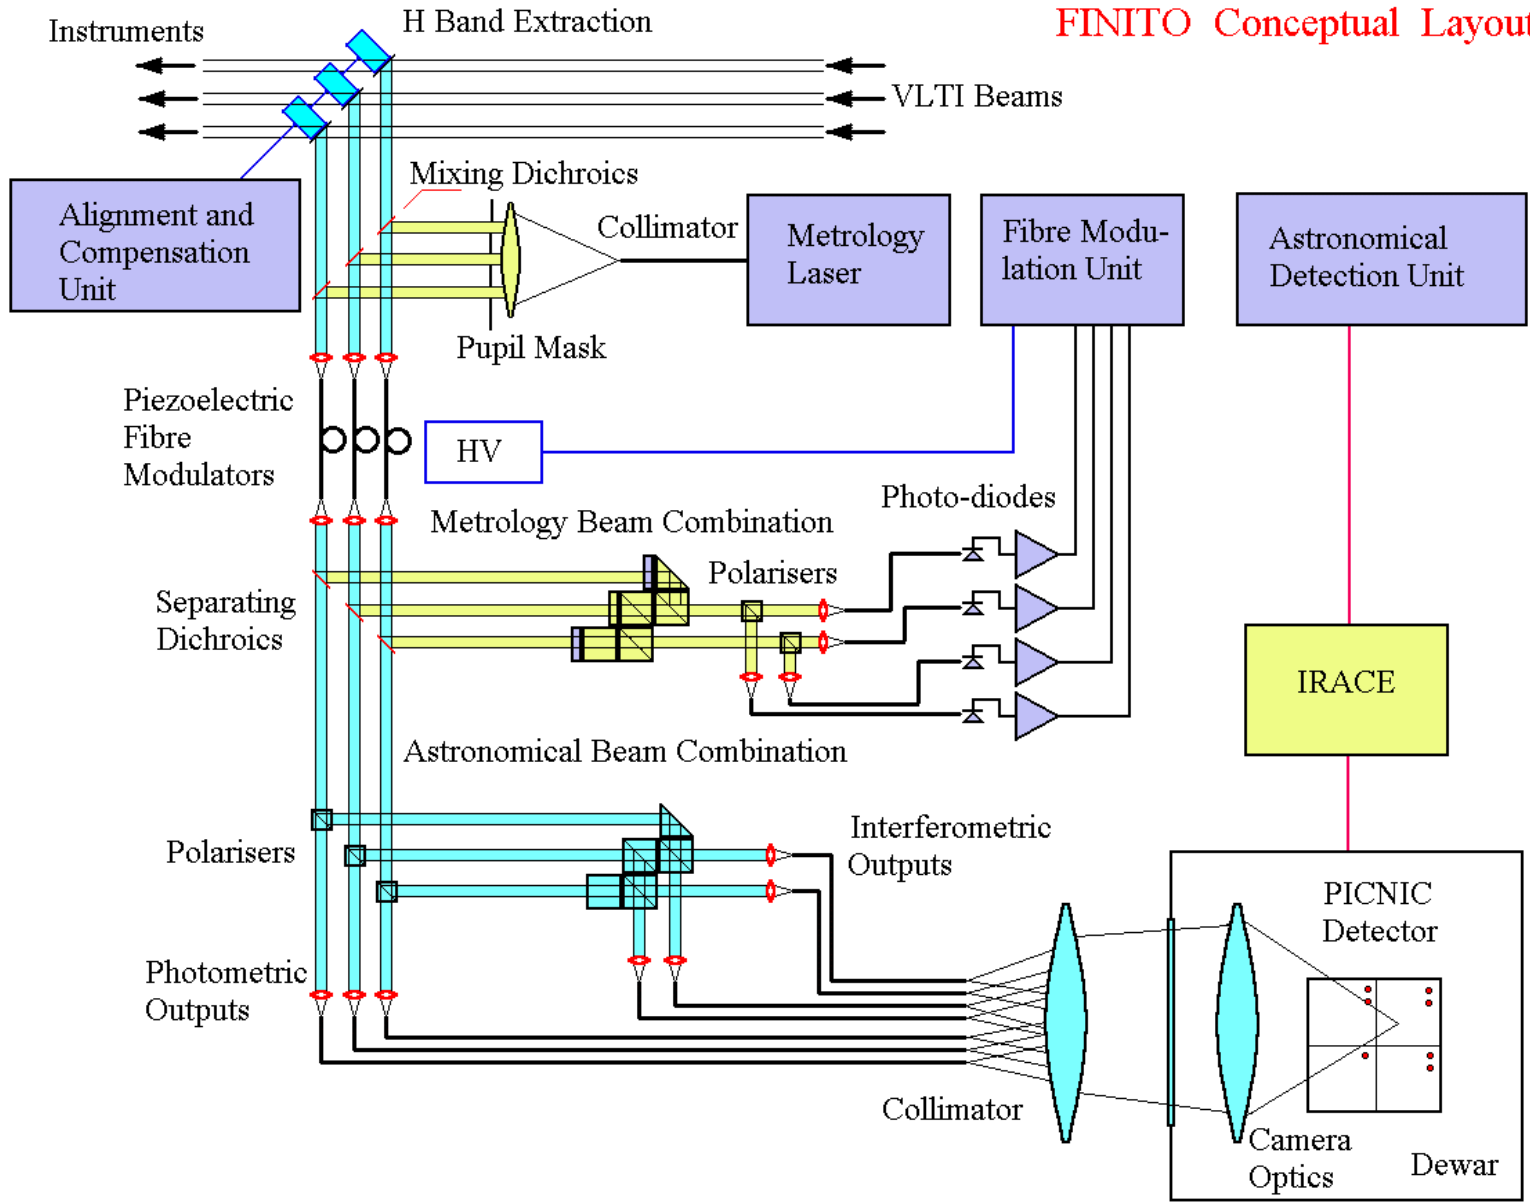 FINITO Conceptual Layout
H Band Extraction
Instruments
VLTI Beams
Mixing Dichroics
Alignment and
Compensation
Unit
Collimator
Metrology
Laser
Fibre Modu-
lation Unit
Astronomical
Detection Unit
Pupil Mask
Piezoelectric
Fibre
Modulators
HV
Photo-diodes
Metrology Beam Combination
Polarisers
Separating
Dichroics
IRACE
Astronomical Beam Combination
Polarisers
Interferometric
Outputs
PICNIC
Detector
Photometric
Outputs
Collimator
Camera
Optics
Dewar